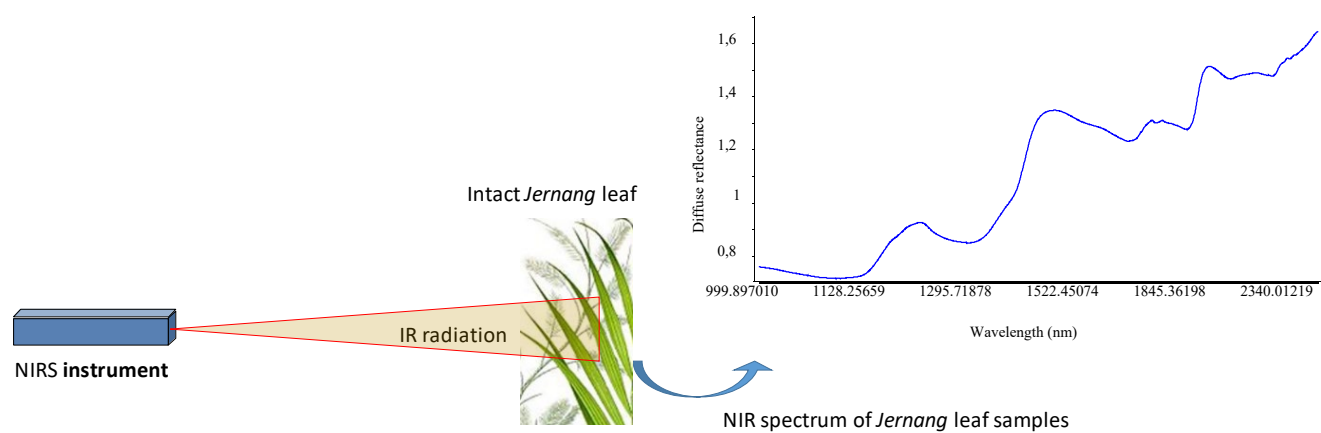 Intact Jernang leaf
IR radiation
NIRS instrument
1,6
1,4
1,2
1
0,8
Diffuse reflectance
999.897010 1128.25659 1295.71878 1522.45074 1845.36198 2340.01219
Wavelength (nm)
NIR spectrum of Jernang leaf samples